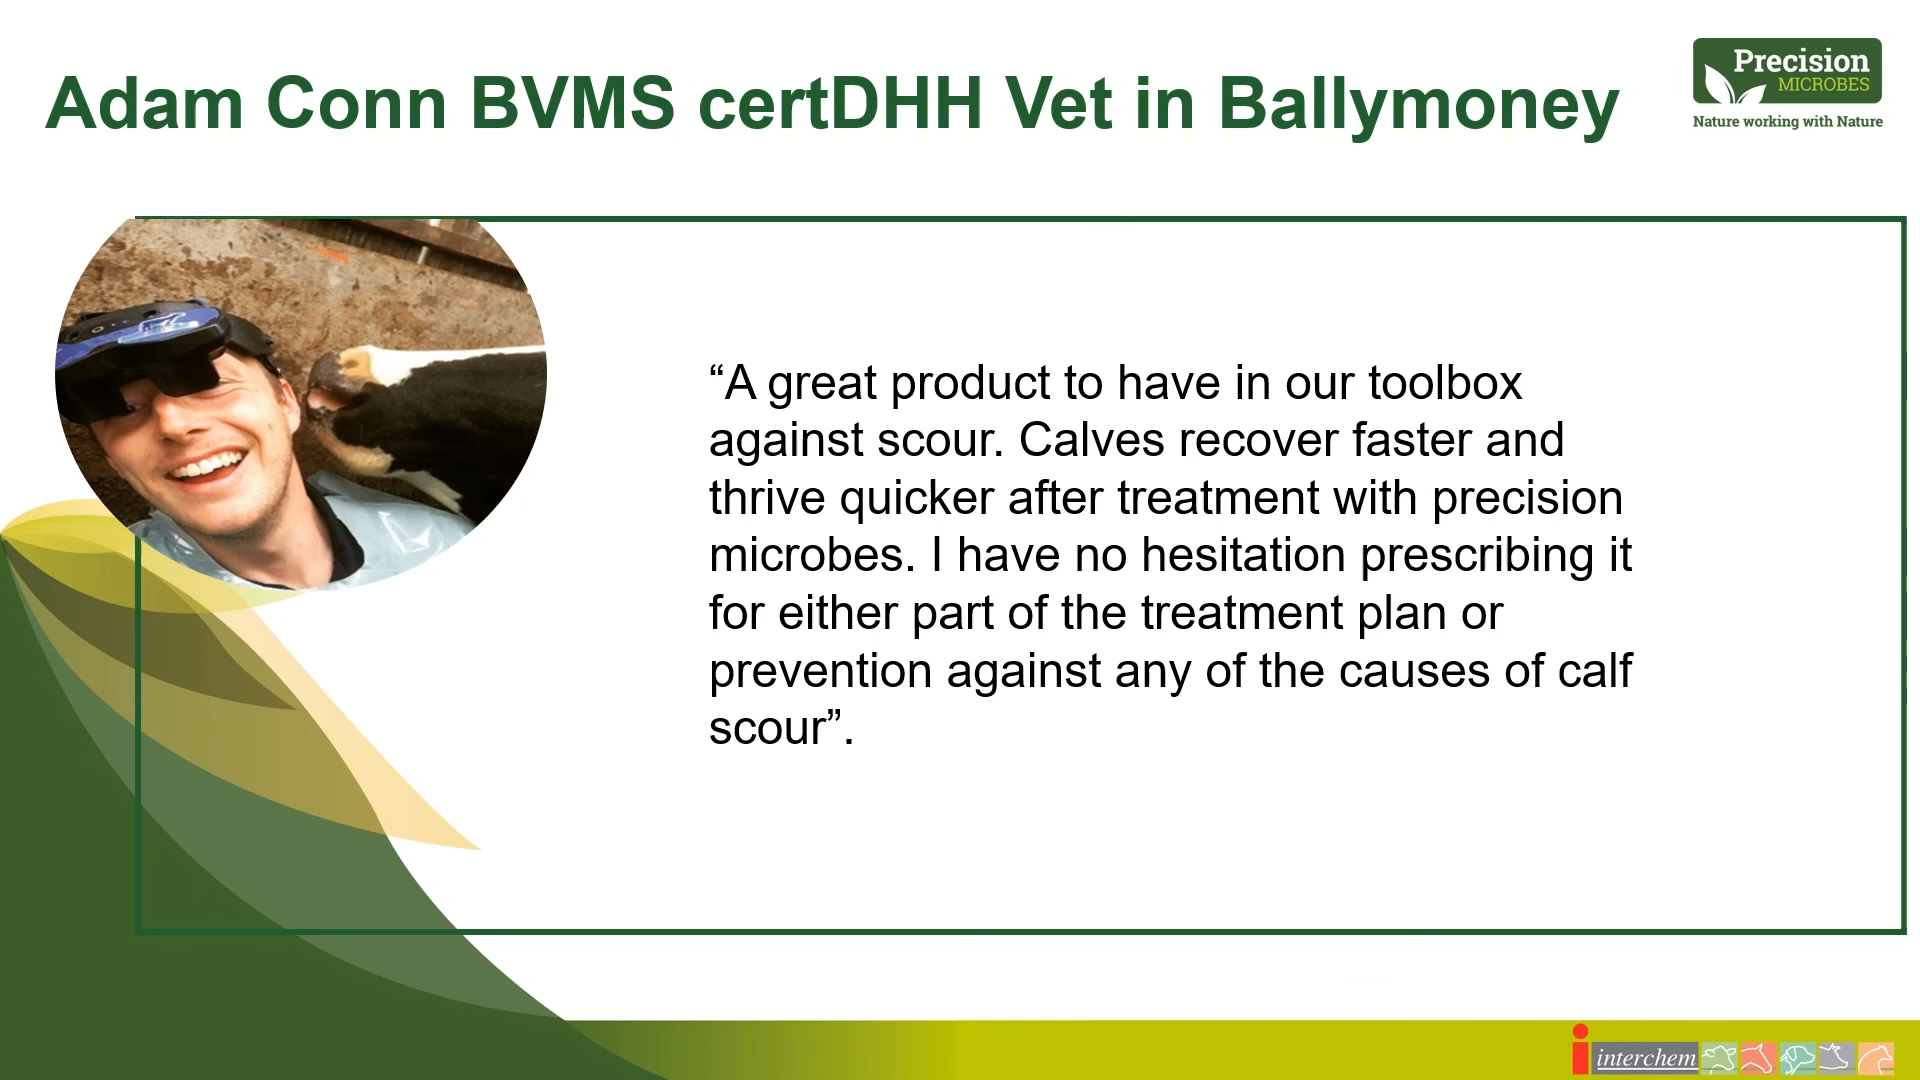 Adam Conn BVMS certDHH Vet in Ballymoney
Precision
MICROBES
Nature working with Nature
“A great product to have in our toolbox
against scour. Calves recover faster and
thrive quicker after treatment with precision
microbes. I have no hesitation prescribing it
for either part of the treatment plan or
prevention against any of the causes of calf
scour”.
i interchem